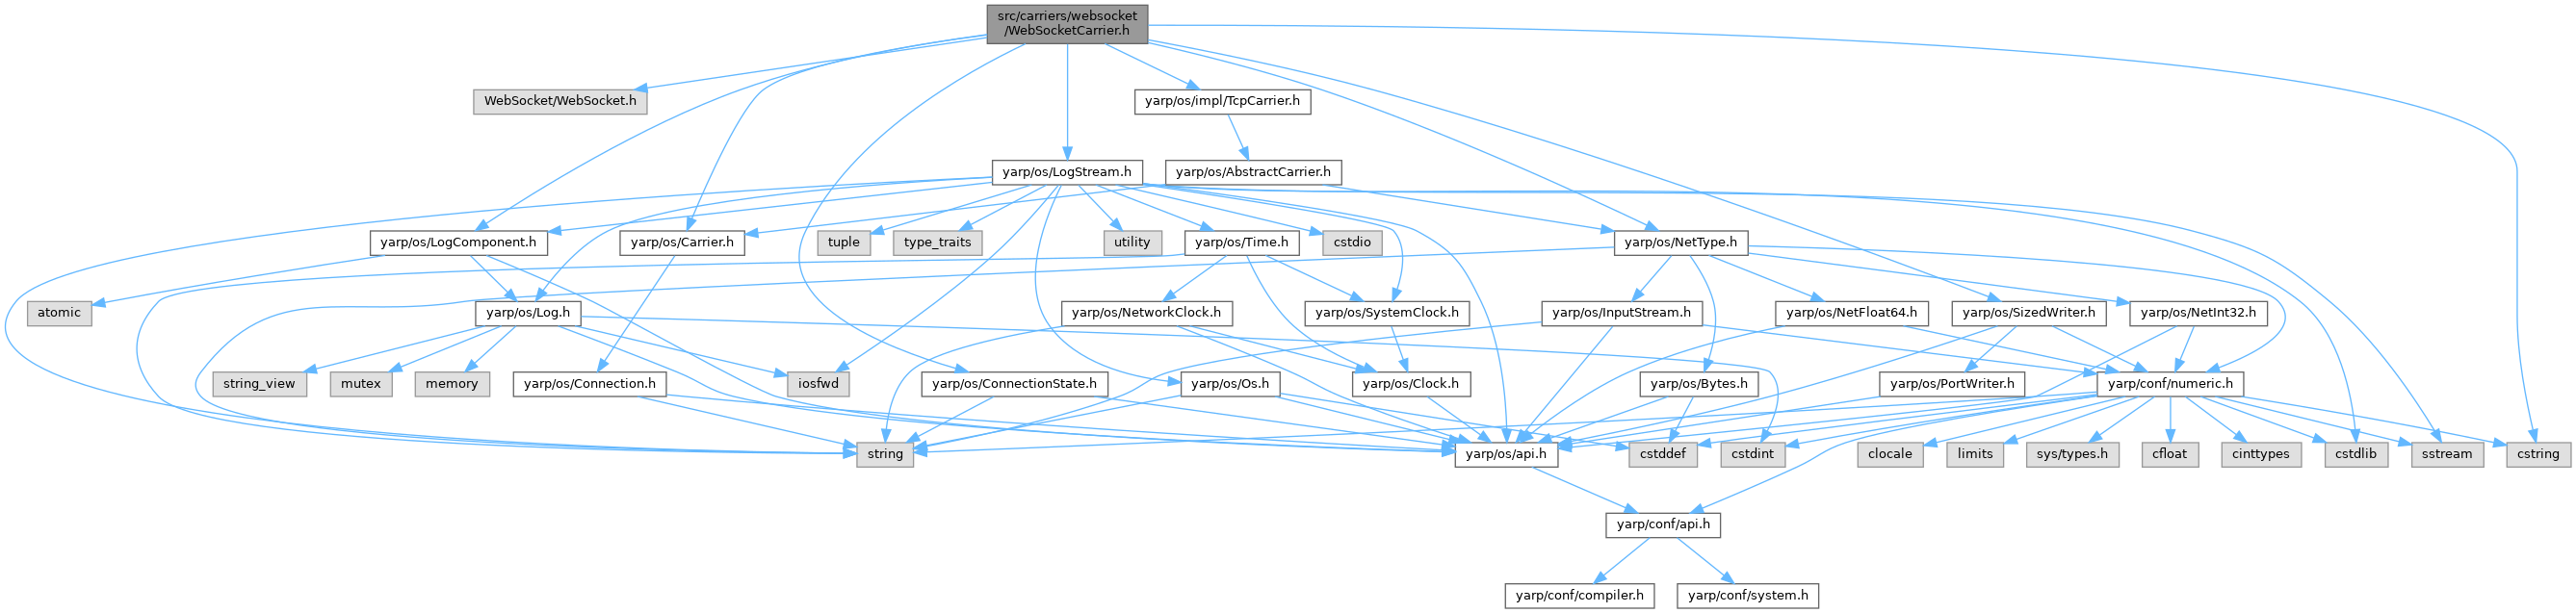 src/carriers/websocket
/WebSocketCarrier.h
WebSocket/WebSocket.h
yarp/os/impl/TcpCarrier.h
yarp/os/LogStream.h
yarp/os/AbstractCarrier.h
yarp/os/LogComponent.h
yarp/os/Carrier.h
tuple
type_traits
utility
yarp/os/Time.h
cstdio
yarp/os/NetType.h
atomic
yarp/os/Log.h
yarp/os/NetworkClock.h
yarp/os/SystemClock.h
yarp/os/InputStream.h
yarp/os/NetFloat64.h
yarp/os/SizedWriter.h
yarp/os/NetInt32.h
string_view
mutex
memory
yarp/os/Connection.h
iosfwd
yarp/os/ConnectionState.h
yarp/os/Os.h
yarp/os/Clock.h
yarp/os/Bytes.h
yarp/os/PortWriter.h
yarp/conf/numeric.h
string
yarp/os/api.h
cstddef
cstdint
clocale
limits
sys/types.h
cfloat
cinttypes
cstdlib
sstream
cstring
yarp/conf/api.h
yarp/conf/compiler.h
yarp/conf/system.h